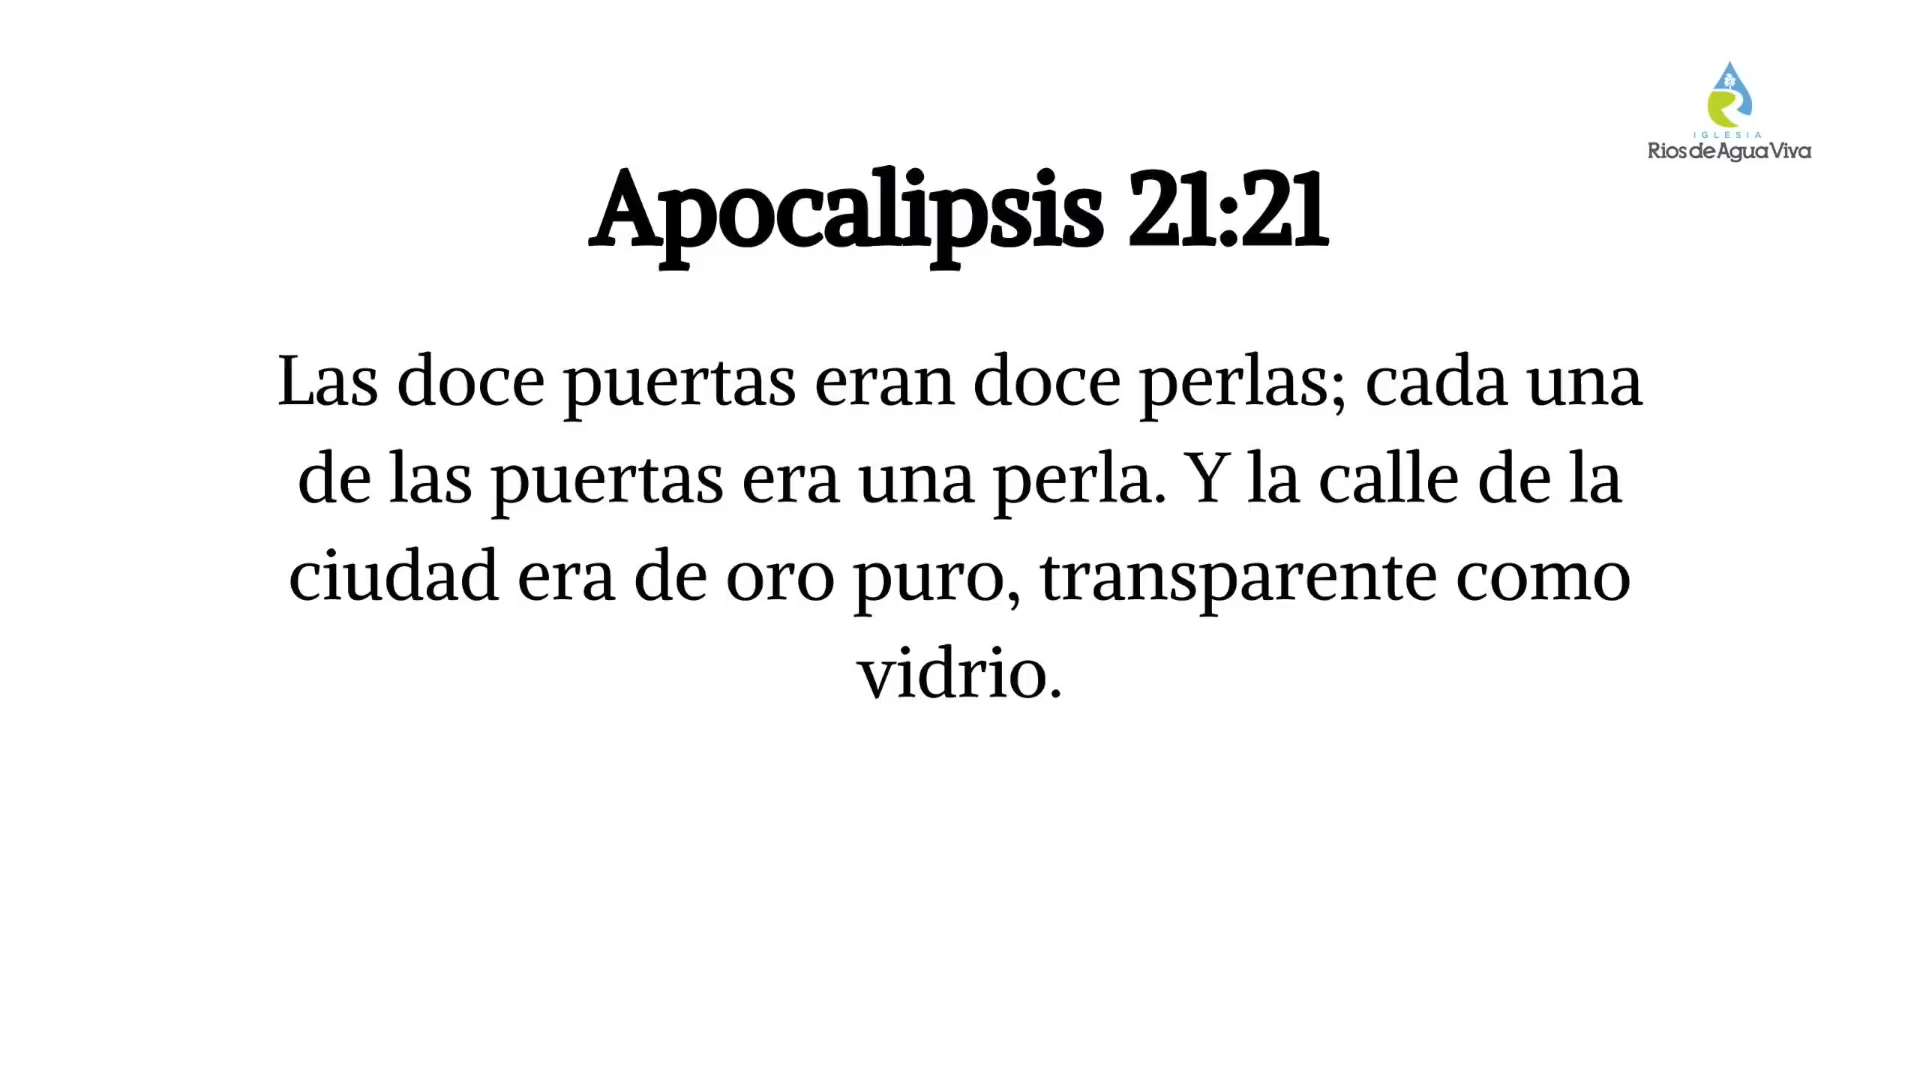 IGLESIA
Rios de Agua Viva
Apocalipsis 21:21
Las doce puertas eran doce perlas; cada una
de las puertas era una perla. Y la calle de la
ciudad era de oro puro, transparente como
vidrio.